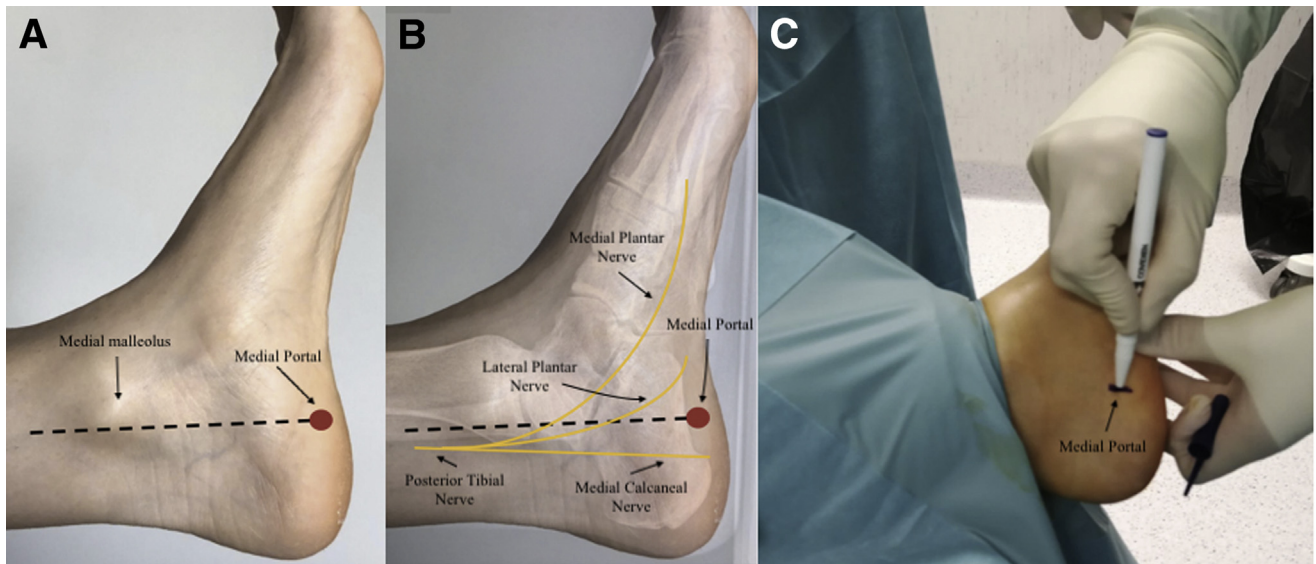 A
Medial malleolus
Medial Portal
B
Medial Plantar
Nerve
Medial Portal
Lateral Plantar
Nerve
Posterior Tibial
Nerve
Medial Calcaneal
Nerve
C
Medial Portal